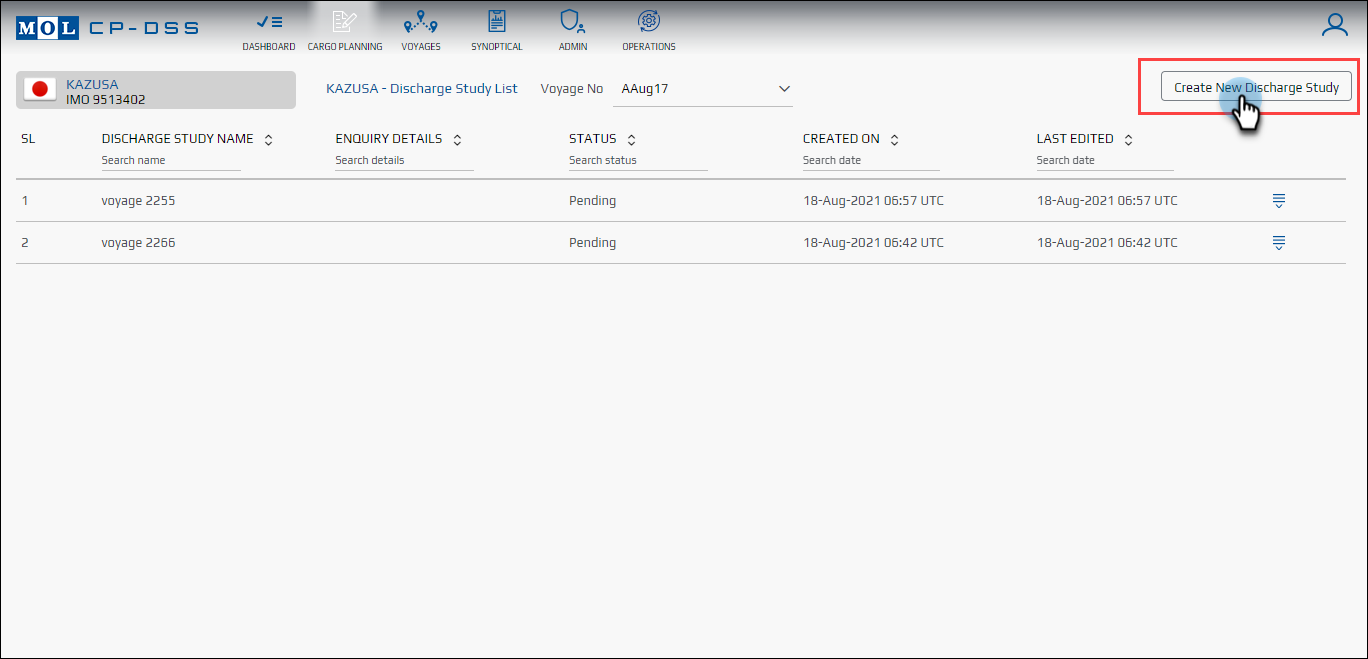 MOL CP-DSS
DASHBOARD CARGO PLANNING VOYAGES SYNOPTICAL ADMIN OPERATIONS
KAZUSA
IMO 9513402
KAZUSA - Discharge Study List Voyage No AAug17 Create New Discharge Study
SL DISCHARGE STUDY NAME ENQUIRY DETAILS STATUS CREATED ON LAST EDITED
Search name Search details Search status Search date Search date
1 voyage 2255 Pending 18-Aug-2021 06:57 UTC 18-Aug-2021 06:57 UTC
2 voyage 2266 Pending 18-Aug-2021 06:42 UTC 18-Aug-2021 06:42 UTC